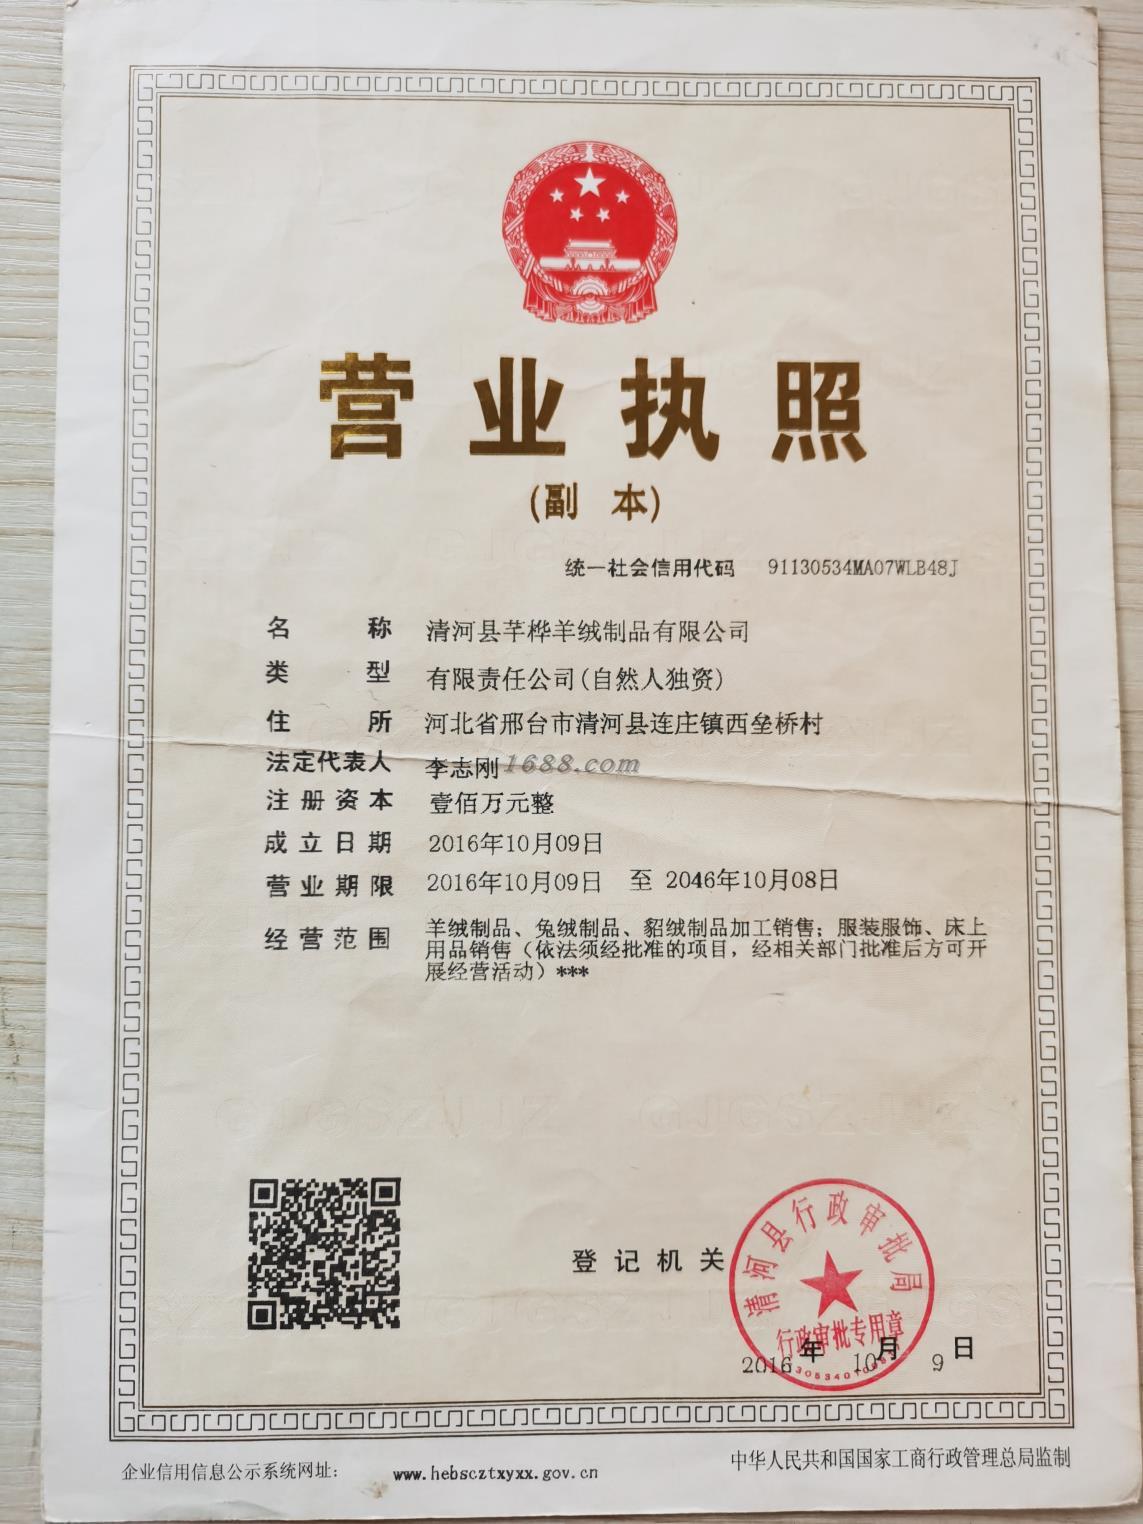 营业执照
(副 本)
统一社会信用代码 91130534MA07WLB48J
名 称 清河县芊桦羊绒制品有限公司
类 型 有限责任公司(自然人独资)
住 所 河北省邢台市清河县连庄镇西垒桥村
法定代表人 李志刚
1688.com
注册资本 壹佰万元整
成立日期 2016年10月09日
营业期限 2016年10月09日 至 2046年10月08日
经营范围 羊绒制品、兔绒制品、貂绒制品加工销售；服装服饰、床上
用品销售（依法须经批准的项目，经相关部门批准后方可开
展经营活动）***
登记机关
清河县行政审批局
行政审批专用章
2016年 10月 9日
企业信用信息公示系统网址： www.hebscztxyxx.gov.cn
中华人民共和国国家工商行政管理总局监制